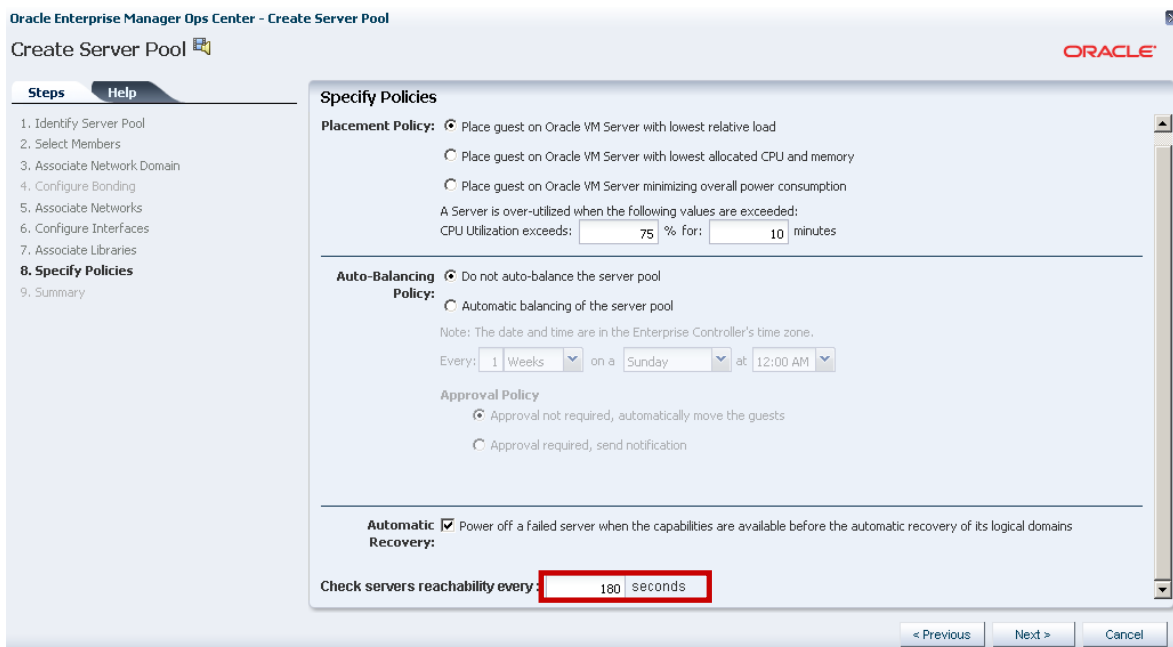 Oracle Enterprise Manager Ops Center - Create Server Pool
Create Server Pool
ORACLE
Steps
Help
1. Identify Server Pool
2. Select Members
3. Associate Network Domain
4. Configure Bonding
5. Associate Networks
6. Configure Interfaces
7. Associate Libraries
8. Specify Policies
9. Summary
Specify Policies
Placement Policy: Place guest on Oracle VM Server with lowest relative load
Place guest on Oracle VM Server with lowest allocated CPU and memory
Place guest on Oracle VM Server minimizing overall power consumption
A Server is over-utilized when the following values are exceeded:
CPU Utilization exceeds: 75 % for: 10 minutes
Auto-Balancing Do not auto-balance the server pool
Policy:
Automatic balancing of the server pool
Note: The date and time are in the Enterprise Controller's time zone.
Every: 1 Weeks on a Sunday at 12:00 AM
Approval Policy
Approval not required, automatically move the guests
Approval required, send notification
Automatic Power off a failed server when the capabilities are available before the automatic recovery of its logical domains
Recovery:
Check servers reachability every: 180 seconds
< Previous
Next >
Cancel